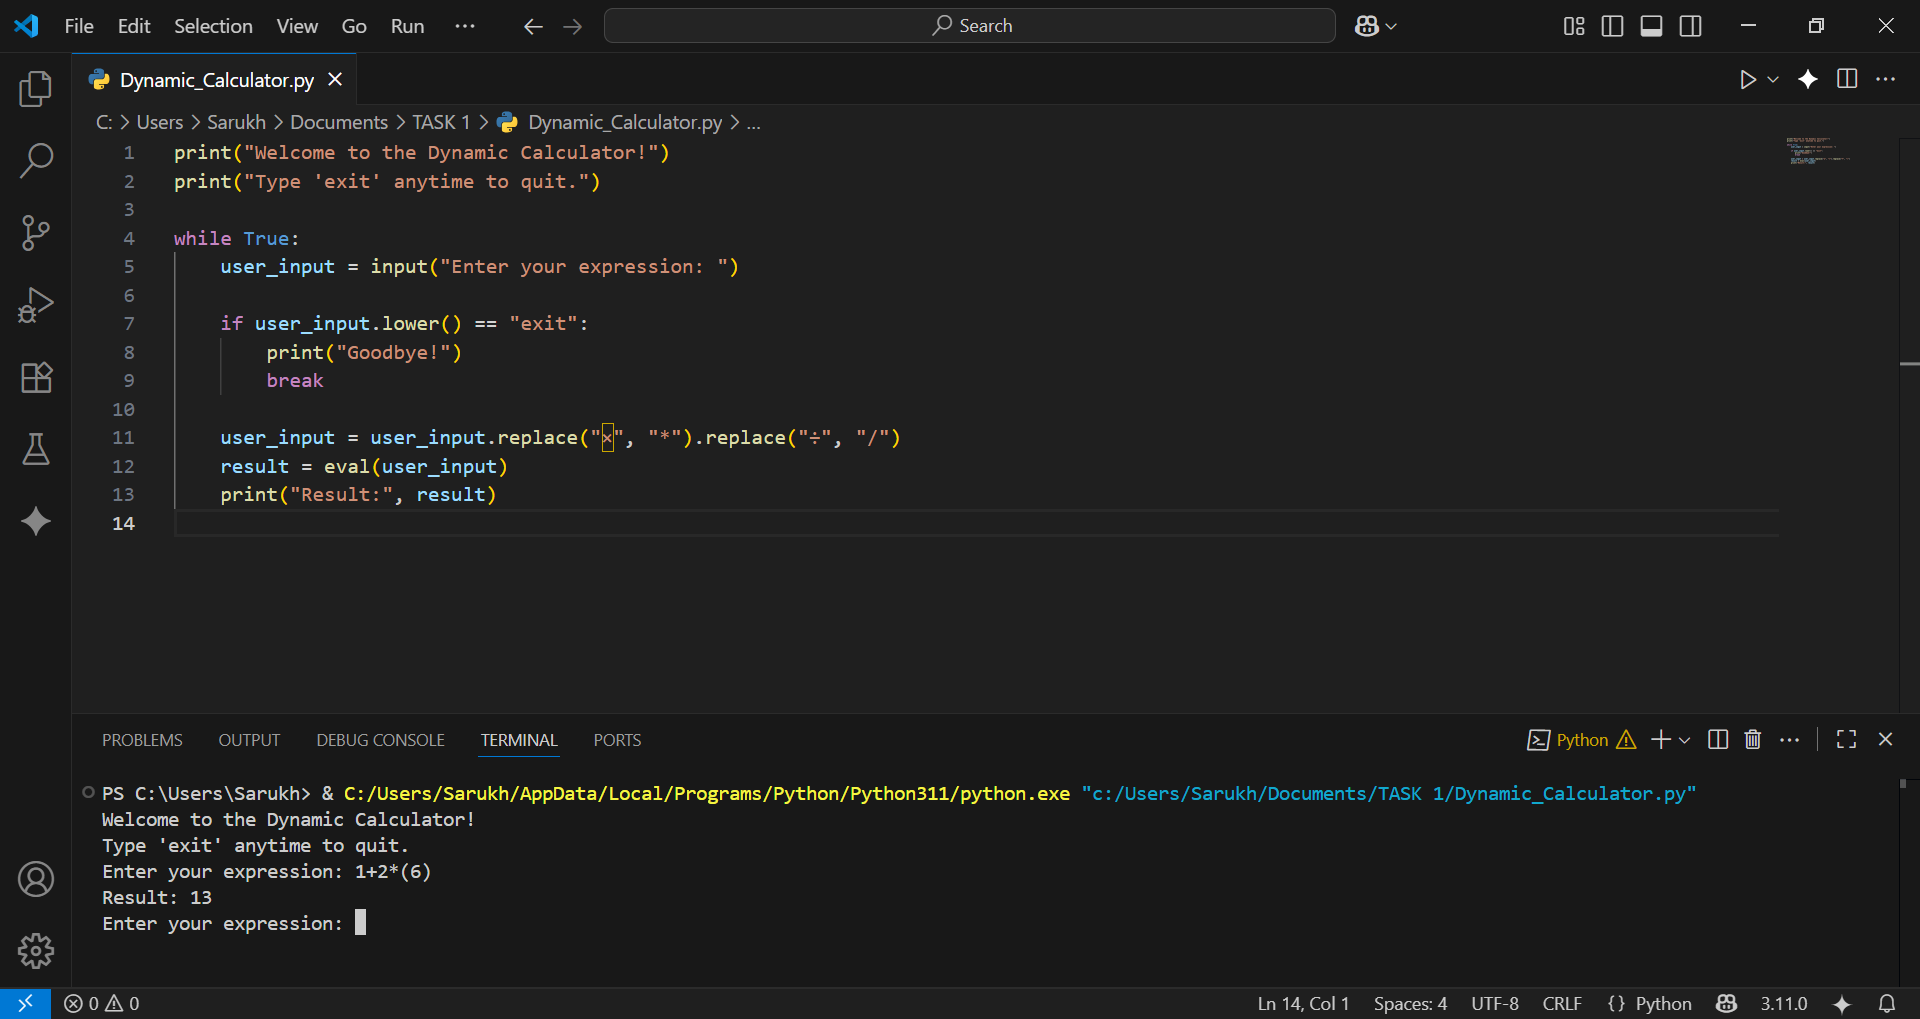 File Edit Selection View Go Run ··· Search
Dynamic_Calculator.py
C: > Users > Sarukh > Documents > TASK 1 > Dynamic_Calculator.py > ...
1 print("Welcome to the Dynamic Calculator!")
2 print("Type 'exit' anytime to quit.")
3
4 while True:
5     user_input = input("Enter your expression: ")
6
7     if user_input.lower() == "exit":
8         print("Goodbye!")
9         break
10
11     user_input = user_input.replace("×", "*").replace("÷", "/")
12     result = eval(user_input)
13     print("Result:", result)
14
PROBLEMS OUTPUT DEBUG CONSOLE TERMINAL PORTS Python
PS C:\Users\Sarukh> & C:/Users/Sarukh/AppData/Local/Programs/Python/Python311/python.exe "c:/Users/Sarukh/Documents/TASK 1/Dynamic_Calculator.py"
Welcome to the Dynamic Calculator!
Type 'exit' anytime to quit.
Enter your expression: 1+2*(6)
Result: 13
Enter your expression:
0 0 Ln 14, Col 1 Spaces: 4 UTF-8 CRLF {} Python 3.11.0